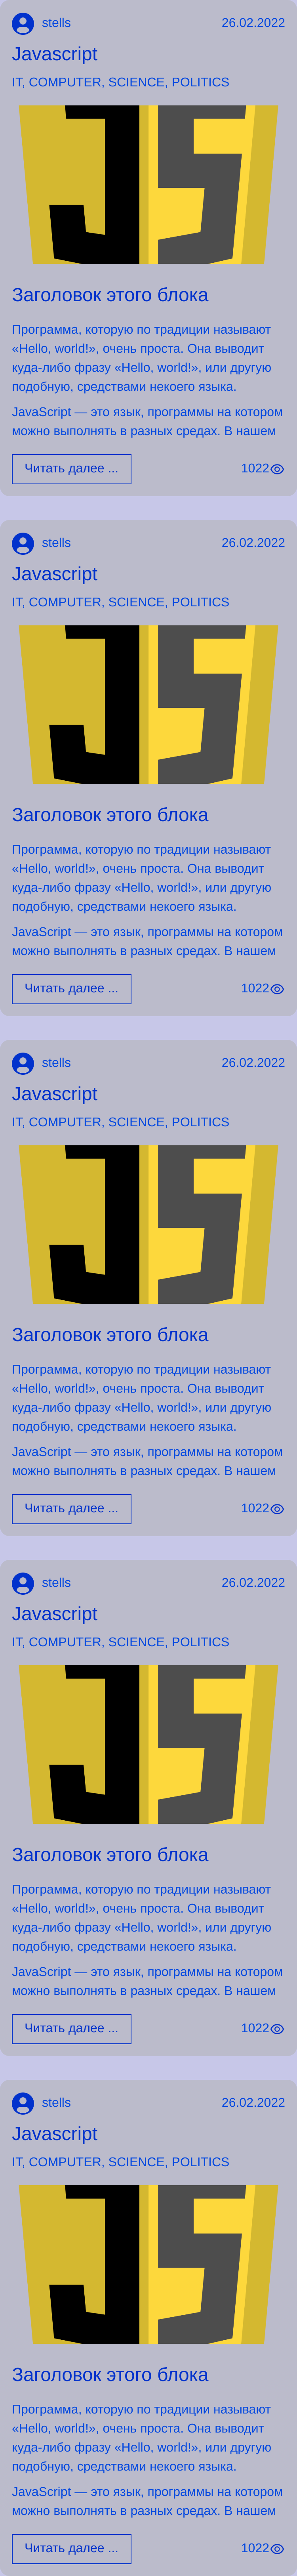 stells 26.02.2022
Javascript
IT, COMPUTER, SCIENCE, POLITICS
JS
Заголовок этого блока
Программа, которую по традиции называют
«Hello, world!», очень проста. Она выводит
куда-либо фразу «Hello, world!», или другую
подобную, средствами некоего языка.
JavaScript — это язык, программы на котором
можно выполнять в разных средах. В нашем
Читать далее ... 1022
stells 26.02.2022
Javascript
IT, COMPUTER, SCIENCE, POLITICS
JS
Заголовок этого блока
Программа, которую по традиции называют
«Hello, world!», очень проста. Она выводит
куда-либо фразу «Hello, world!», или другую
подобную, средствами некоего языка.
JavaScript — это язык, программы на котором
можно выполнять в разных средах. В нашем
Читать далее ... 1022
stells 26.02.2022
Javascript
IT, COMPUTER, SCIENCE, POLITICS
JS
Заголовок этого блока
Программа, которую по традиции называют
«Hello, world!», очень проста. Она выводит
куда-либо фразу «Hello, world!», или другую
подобную, средствами некоего языка.
JavaScript — это язык, программы на котором
можно выполнять в разных средах. В нашем
Читать далее ... 1022
stells 26.02.2022
Javascript
IT, COMPUTER, SCIENCE, POLITICS
JS
Заголовок этого блока
Программа, которую по традиции называют
«Hello, world!», очень проста. Она выводит
куда-либо фразу «Hello, world!», или другую
подобную, средствами некоего языка.
JavaScript — это язык, программы на котором
можно выполнять в разных средах. В нашем
Читать далее ... 1022
stells 26.02.2022
Javascript
IT, COMPUTER, SCIENCE, POLITICS
JS
Заголовок этого блока
Программа, которую по традиции называют
«Hello, world!», очень проста. Она выводит
куда-либо фразу «Hello, world!», или другую
подобную, средствами некоего языка.
JavaScript — это язык, программы на котором
можно выполнять в разных средах. В нашем
Читать далее ... 1022